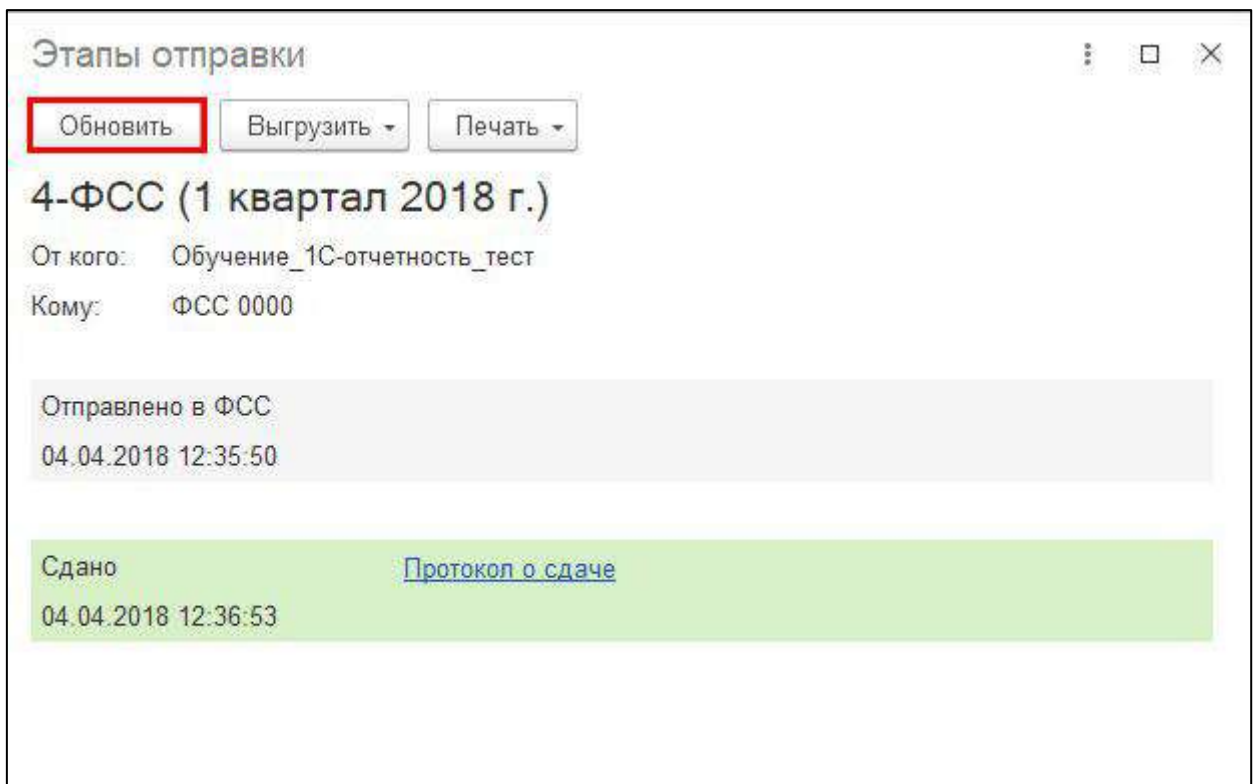 Этапы отправки
Обновить Выгрузить Печать
4-ФСС (1 квартал 2018 г.)
От кого: Обучение_1С-отчетность_тест
Кому: ФСС 0000
Отправлено в ФСС
04.04.2018 12:35:50
Сдано Протокол о сдаче
04.04.2018 12:36:53